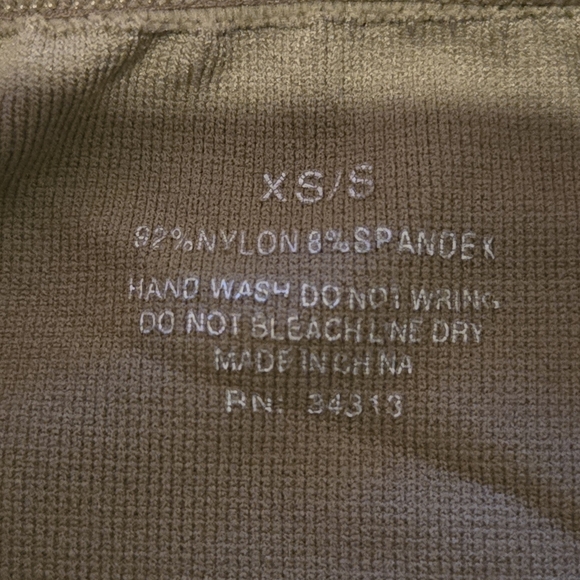 XS/S
92%NYLON 8%SPANDEX
HAND WASH DO NOT WRING
DO NOT BLEACH LINE DRY
MADE IN CHINA
RN: 34313